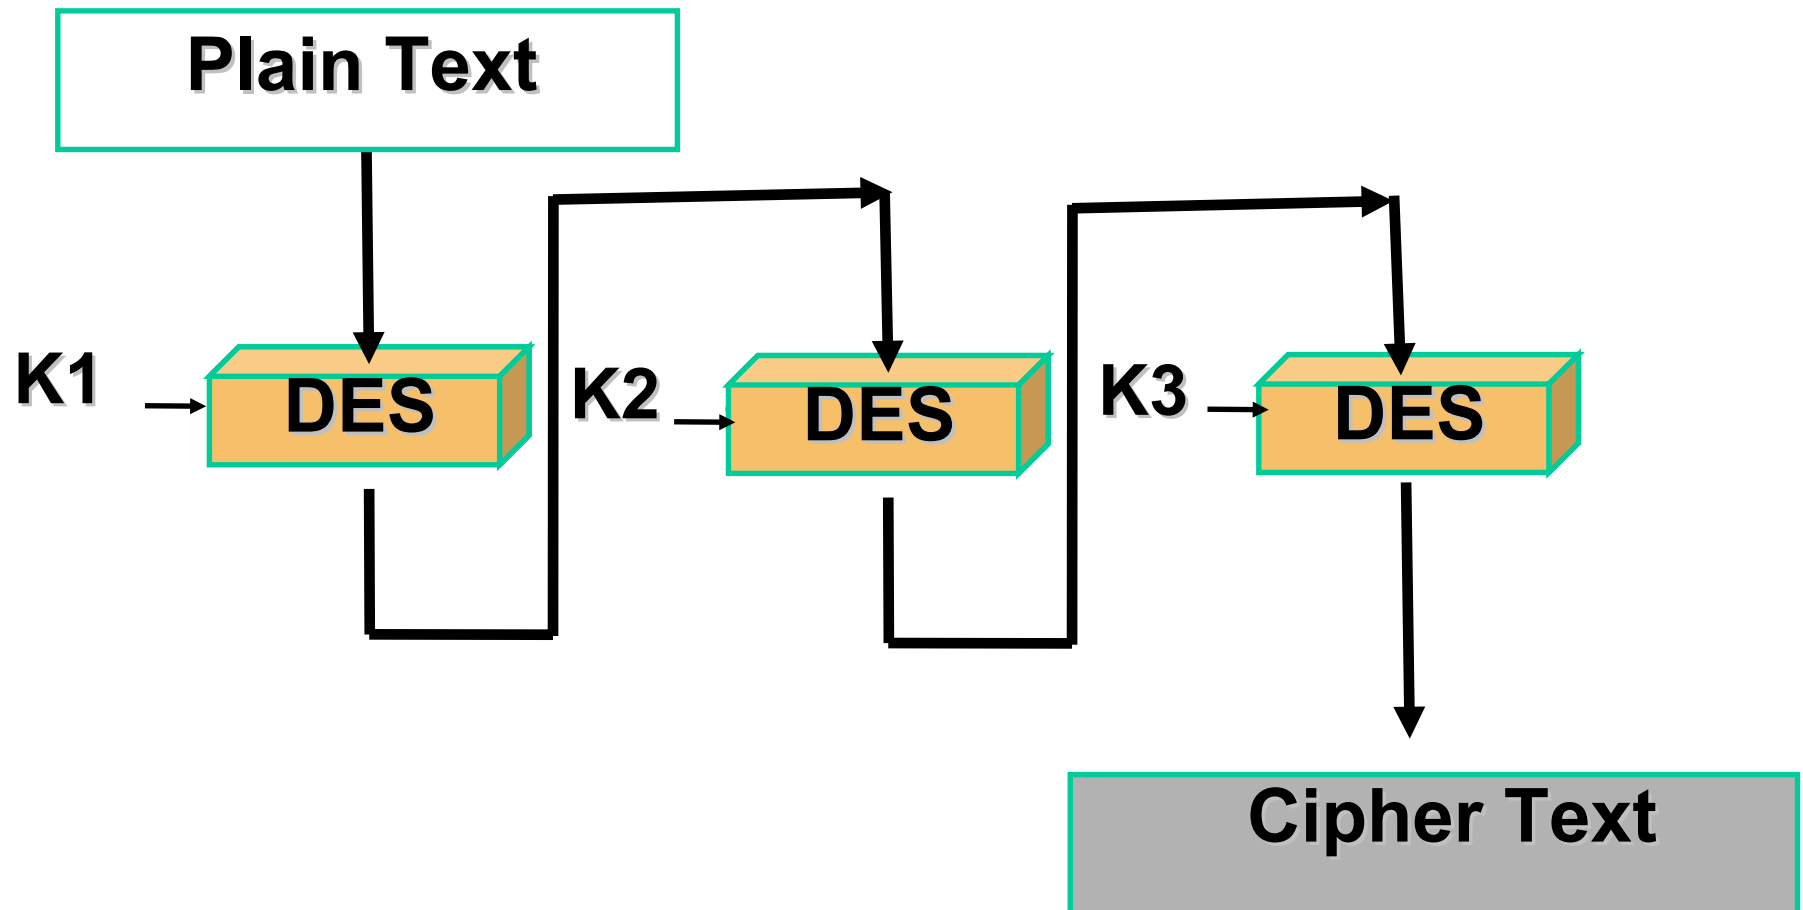 Plain Text
K1
DES
K2
DES
K3
DES
Cipher Text